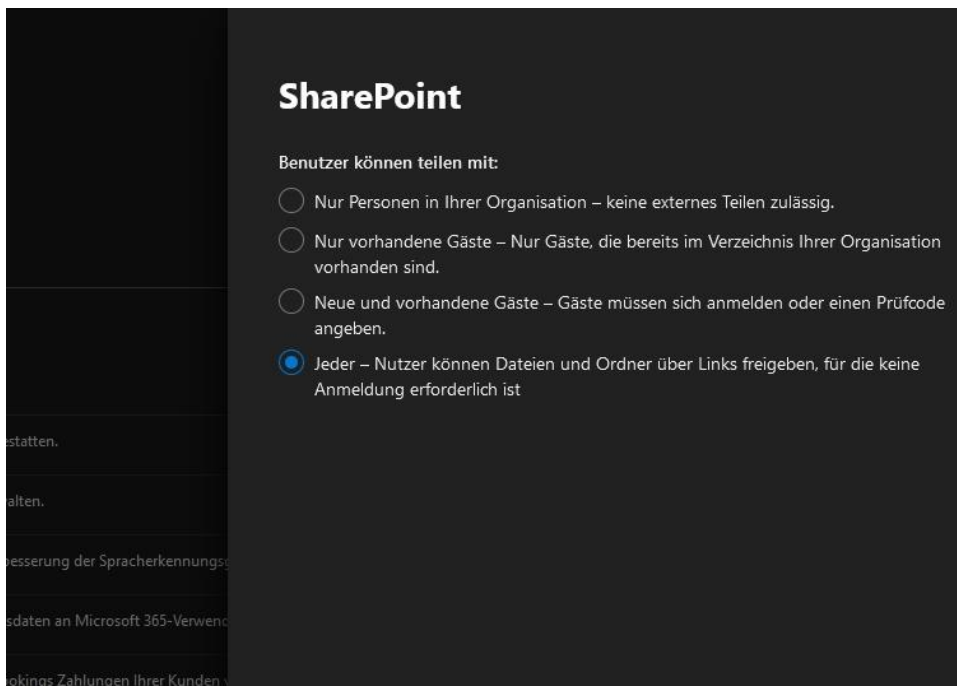 SharePoint
Benutzer können teilen mit:
Nur Personen in Ihrer Organisation – keine externes Teilen zulässig.
Nur vorhandene Gäste – Nur Gäste, die bereits im Verzeichnis Ihrer Organisation
vorhanden sind.
Neue und vorhandene Gäste – Gäste müssen sich anmelden oder einen Prüfcode
angeben.
Jeder – Nutzer können Dateien und Ordner über Links freigeben, für die keine
Anmeldung erforderlich ist
estatten.
alten.
besserung der Spracherkennungs
sdaten an Microsoft 365-Verwend
ookings Zahlungen Ihrer Kunden